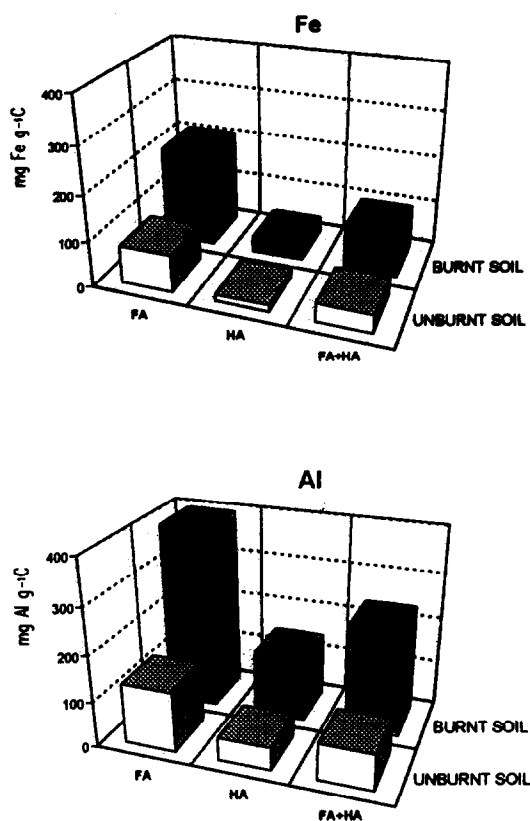 Fe
400
300
200
100
0
mg Fe g⁻¹C
FA
HA
FA+HA
BURNT SOIL
UNBURNT SOIL
Al
400
300
200
100
0
mg Al g⁻¹C
FA
HA
FA+HA
BURNT SOIL
UNBURNT SOIL